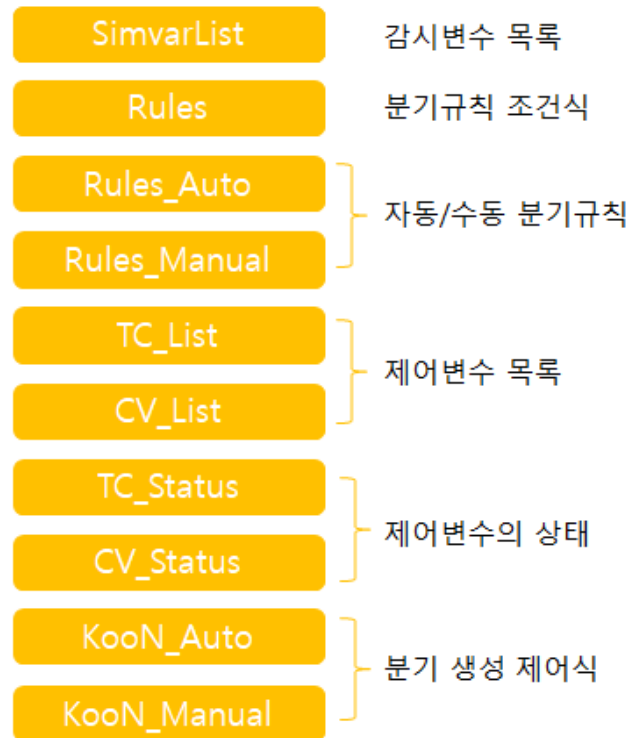 SimvarList 감시변수 목록
Rules 분기규칙 조건식
Rules_Auto
자동/수동 분기규칙
Rules_Manual
TC_List
제어변수 목록
CV_List
TC_Status
제어변수의 상태
CV_Status
KooN_Auto
분기 생성 제어식
KooN_Manual